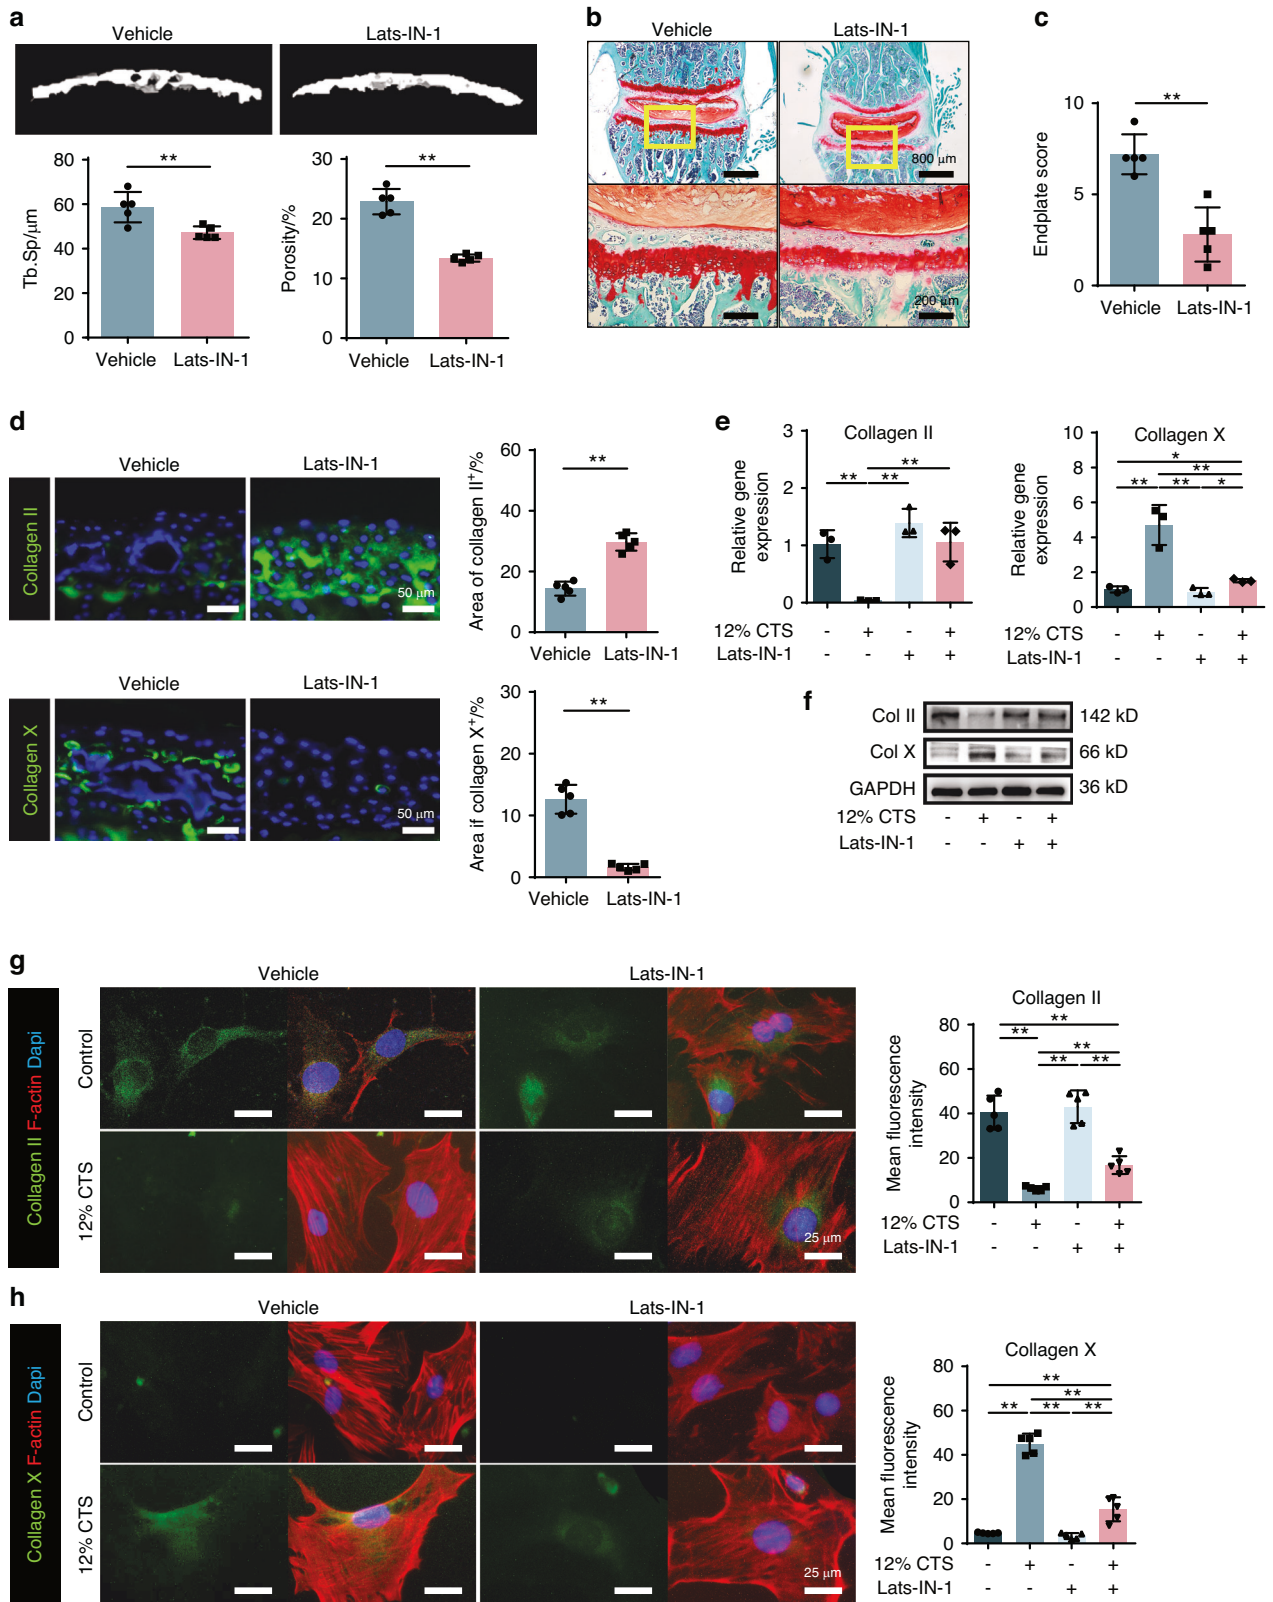 a
Vehicle
Lats-IN-1
Tb.Sp/μm
80
60
40
20
0
**
Vehicle
Lats-IN-1
Porosity/%
30
20
10
0
**
Vehicle
Lats-IN-1
b
Vehicle
Lats-IN-1
800 μm
200 μm
c
Endplate score
10
5
0
**
Vehicle
Lats-IN-1
d
Vehicle
Lats-IN-1
Collagen II
50 μm
Area of collagen II+/%
60
40
20
0
**
Vehicle
Lats-IN-1
Vehicle
Lats-IN-1
Collagen X
50 μm
Area if collagen X+/%
30
20
10
0
**
Vehicle
Lats-IN-1
e
Collagen II
Relative gene
expression
3
2
1
0
**
** **
12% CTS - + - +
Lats-IN-1 - - + +
Collagen X
Relative gene
expression
10
8
6
4
2
0
*
**
** ** *
12% CTS - + - +
Lats-IN-1 - - + +
f
Col II 142 kD
Col X 66 kD
GAPDH 36 kD
12% CTS - + - +
Lats-IN-1 - - + +
g
Vehicle
Lats-IN-1
Collagen II F-actin Dapi
Control
12% CTS
25 μm
Collagen II
Mean fluorescence
intensity
80
60
40
20
0
**
**
**
** **
12% CTS - + - +
Lats-IN-1 - - + +
h
Vehicle
Lats-IN-1
Collagen X F-actin Dapi
Control
12% CTS
25 μm
Collagen X
Mean fluorescence
intensity
80
60
40
20
0
**
**
** ** **
12% CTS - + - +
Lats-IN-1 - - + +